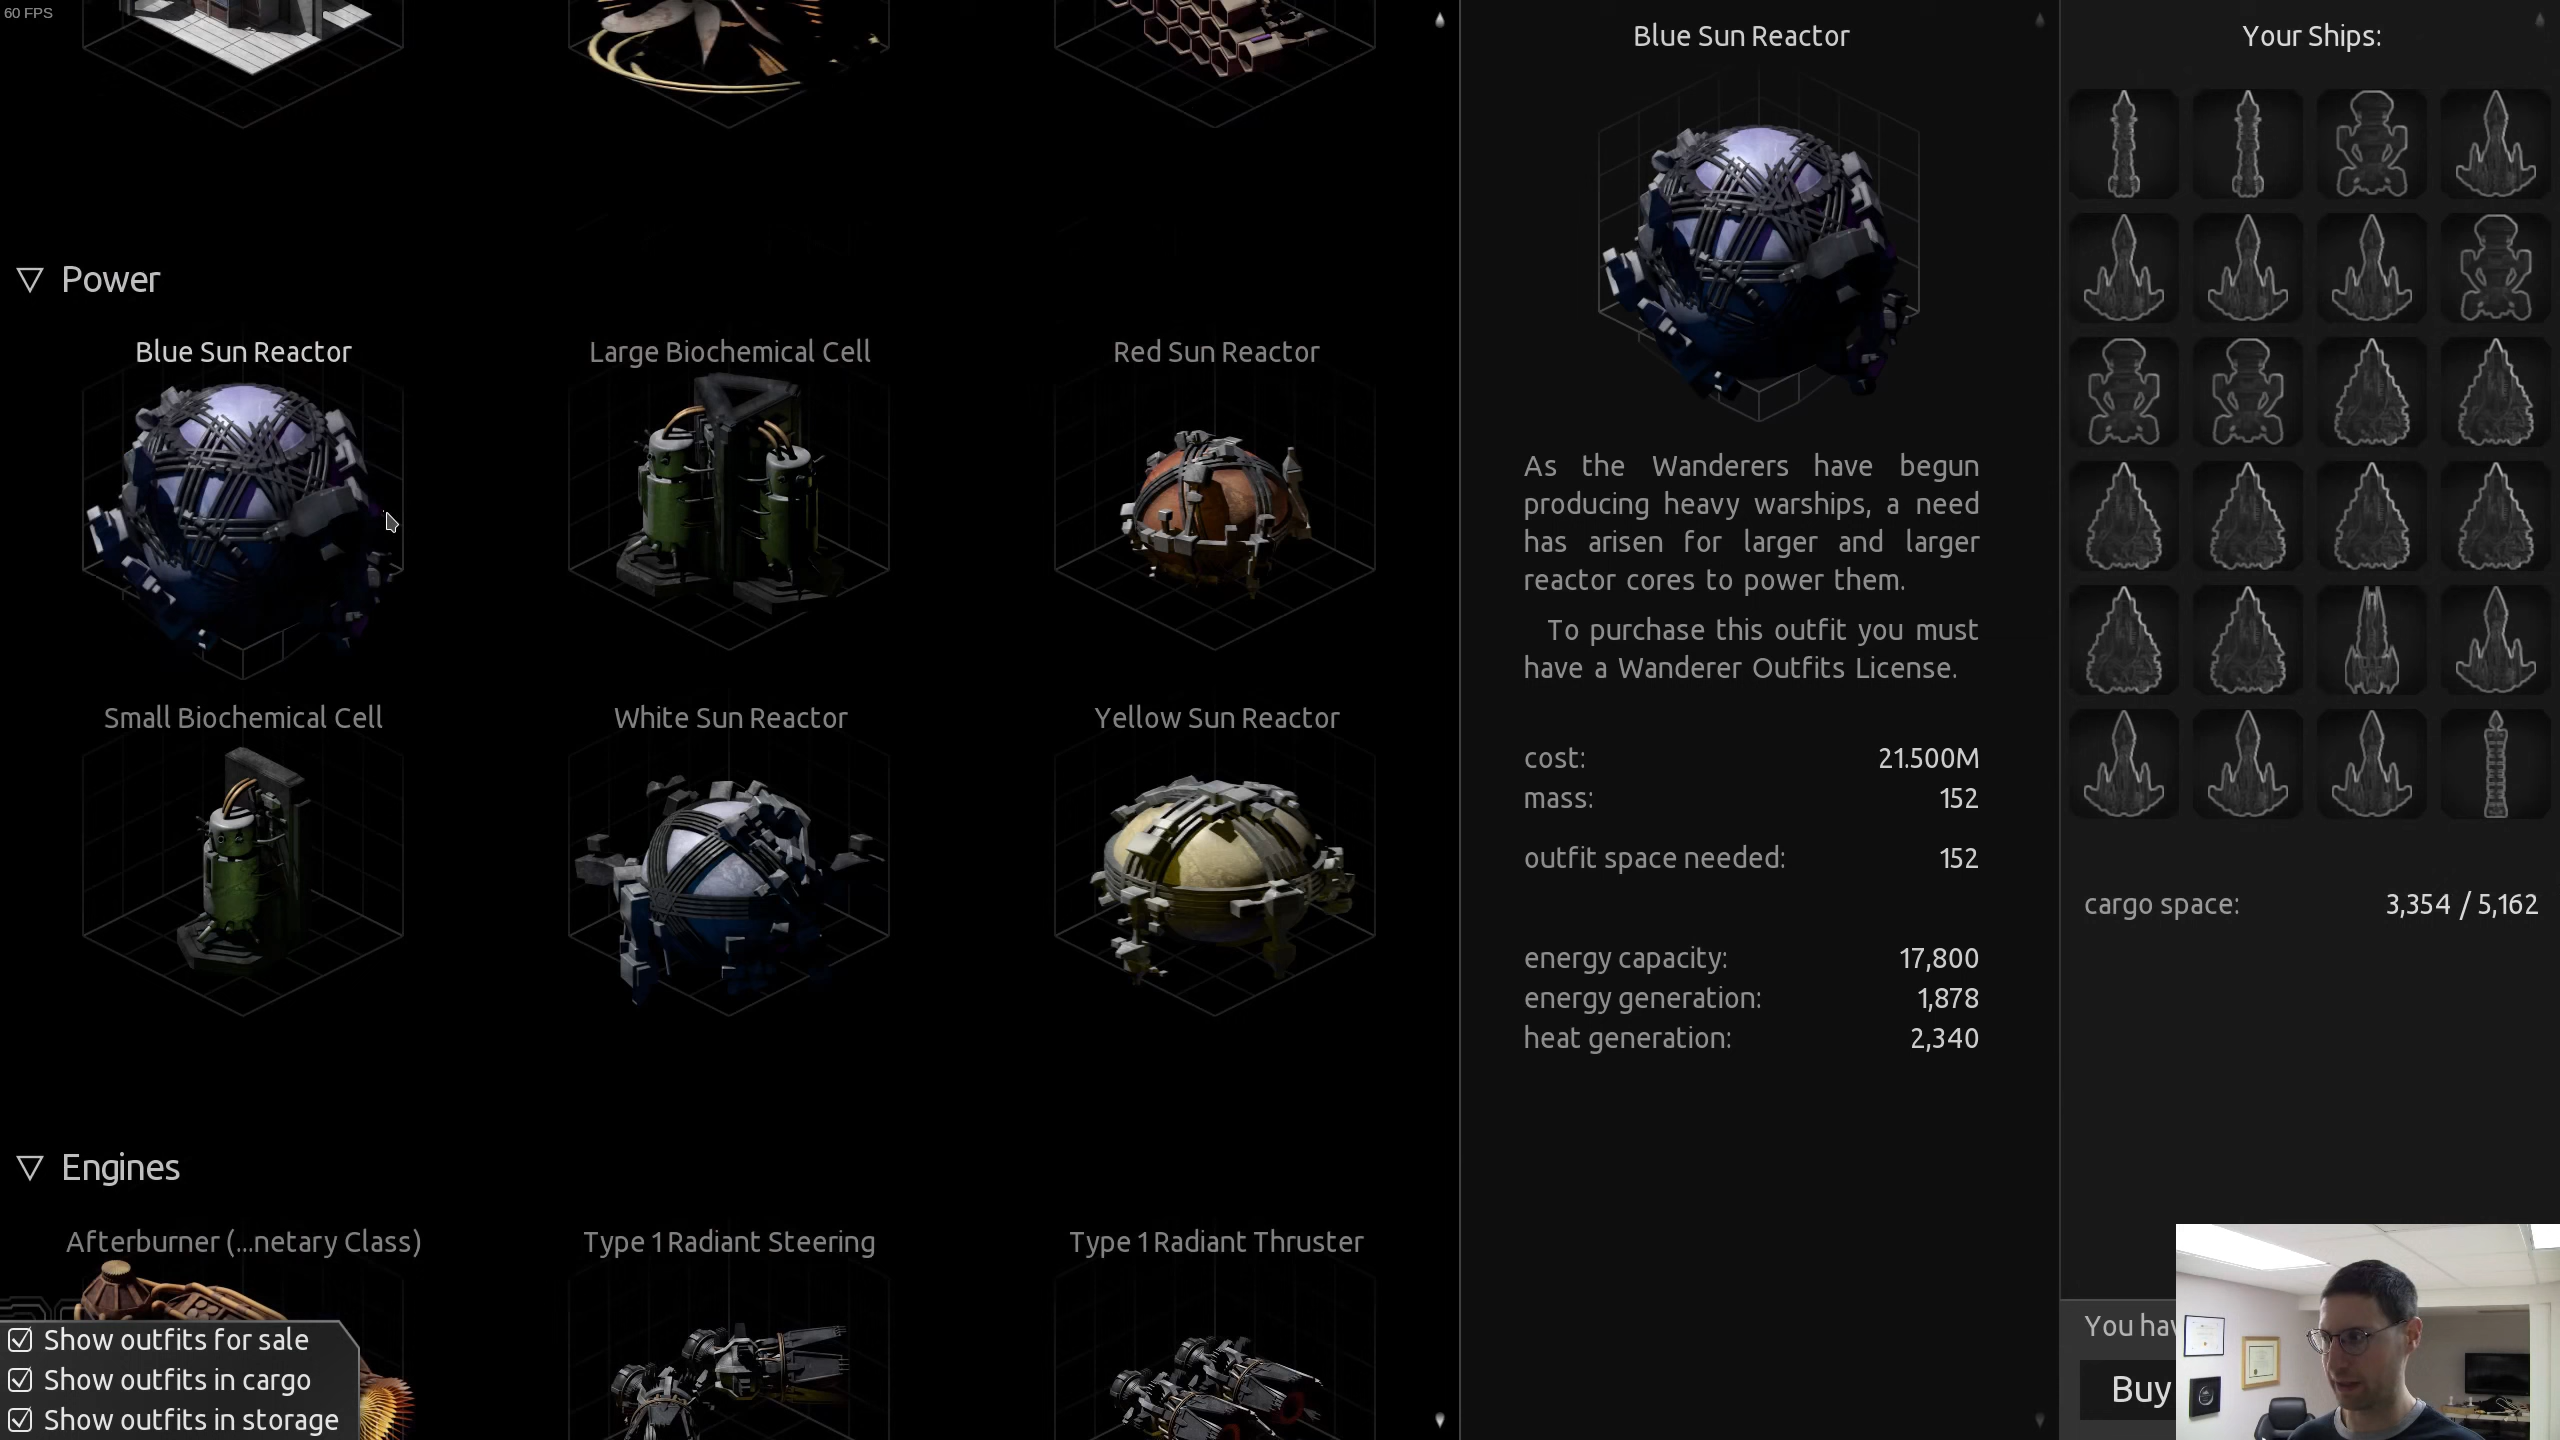 60 FPS
Power
Blue Sun Reactor
Large Biochemical Cell
Red Sun Reactor
Small Biochemical Cell
White Sun Reactor
Yellow Sun Reactor
Engines
Afterburner (...netary Class)
Type 1 Radiant Steering
Type 1 Radiant Thruster
Show outfits for sale
Show outfits in cargo
Show outfits in storage
Blue Sun Reactor
As the Wanderers have begun
producing heavy warships, a need
has arisen for larger and larger
reactor cores to power them.
To purchase this outfit you must
have a Wanderer Outfits License.
cost: 21.500M
mass: 152
outfit space needed: 152
energy capacity: 17,800
energy generation: 1,878
heat generation: 2,340
Your Ships:
cargo space: 3,354 / 5,162
You hav
Buy